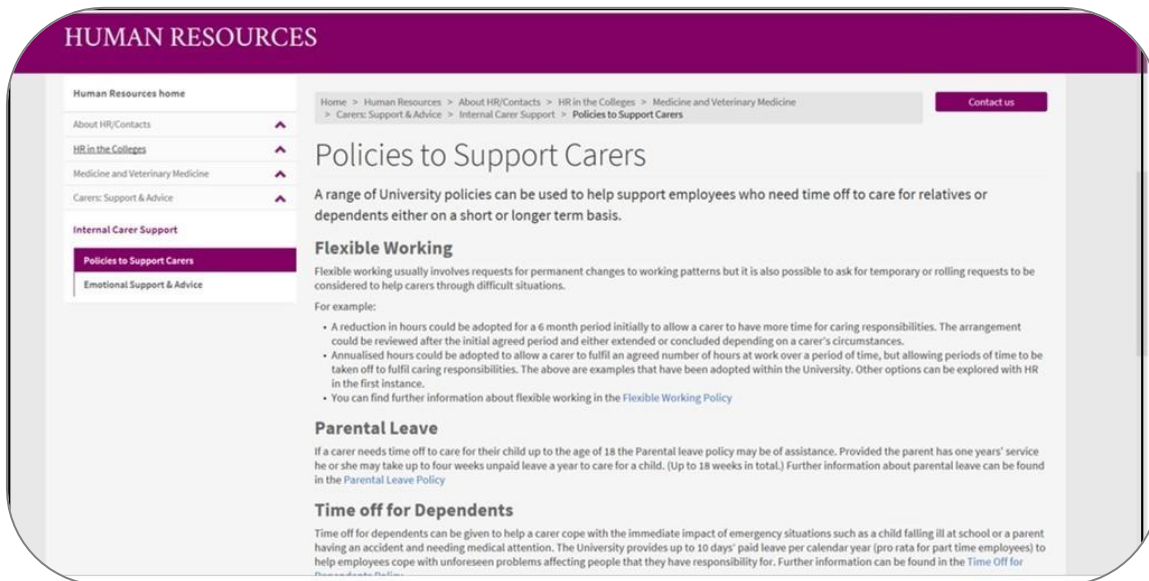 HUMAN RESOURCES
Human Resources home
About HR/Contacts
HR in the Colleges
Medicine and Veterinary Medicine
Carers: Support & Advice
Internal Carer Support
Policies to Support Carers
Emotional Support & Advice
Home > Human Resources > About HR/Contacts > HR in the Colleges > Medicine and Veterinary Medicine
> Carers: Support & Advice > Internal Carer Support > Policies to Support Carers
Contact us
Policies to Support Carers
A range of University policies can be used to help support employees who need time off to care for relatives or
dependents either on a short or longer term basis.
Flexible Working
Flexible working usually involves requests for permanent changes to working patterns but it is also possible to ask for temporary or rolling requests to be
considered to help carers through difficult situations.
For example:
• A reduction in hours could be adopted for a 6 month period initially to allow a carer to have more time for caring responsibilities. The arrangement
could be reviewed after the initial agreed period and either extended or concluded depending on a carer's circumstances.
• Annualised hours could be adopted to allow a carer to fulfil an agreed number of hours at work over a period of time, but allowing periods of time to be
taken off to fulfil caring responsibilities. The above are examples that have been adopted within the University. Other options can be explored with HR
in the first instance.
• You can find further information about flexible working in the Flexible Working Policy
Parental Leave
If a carer needs time off to care for their child up to the age of 18 the Parental leave policy may be of assistance. Provided the parent has one years' service
he or she may take up to four weeks unpaid leave a year to care for a child. (Up to 18 weeks in total.) Further information about parental leave can be found
in the Parental Leave Policy
Time off for Dependents
Time off for dependents can be given to help a carer cope with the immediate impact of emergency situations such as a child falling ill at school or a parent
having an accident and needing medical attention. The University provides up to 10 days' paid leave per calendar year (pro rata for part time employees) to
help employees cope with unforeseen problems affecting people that they have responsibility for. Further information can be found in the Time Off for
Dependents Policy